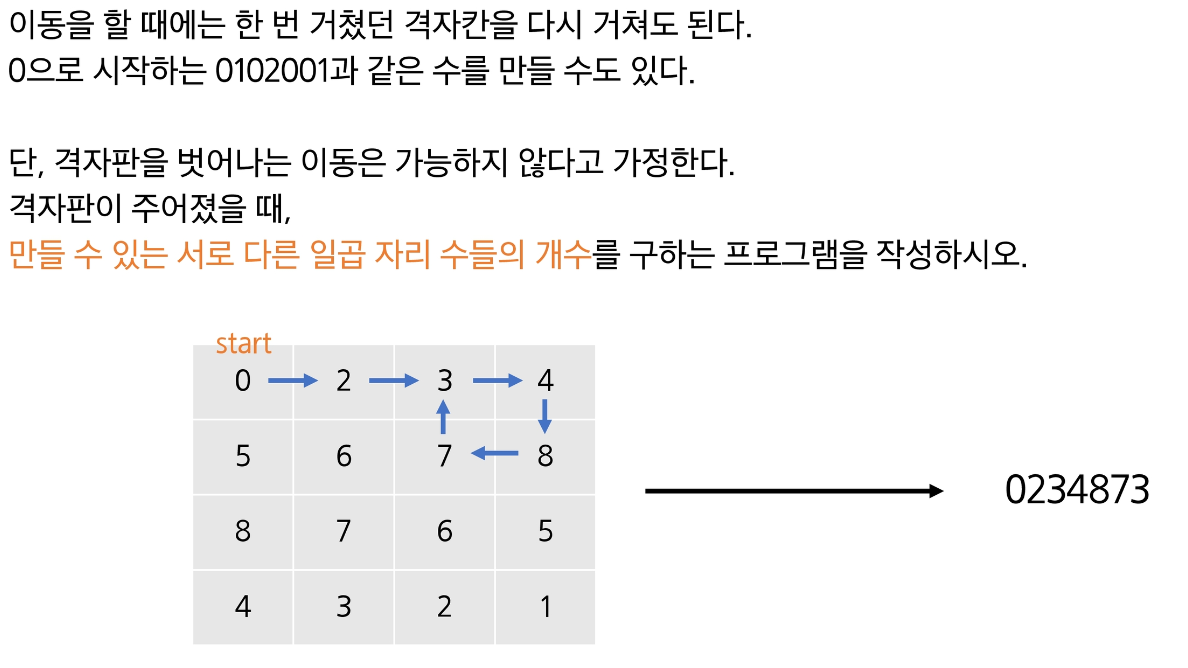 이동을 할 때에는 한 번 거쳤던 격자칸을 다시 거쳐도 된다.
0으로 시작하는 0102001과 같은 수를 만들 수도 있다.
단, 격자판을 벗어나는 이동은 가능하지 않다고 가정한다.
격자판이 주어졌을 때,
만들 수 있는 서로 다른 일곱 자리 수들의 개수를 구하는 프로그램을 작성하시오.
start
0 2 3 4
5 6 7 8
8 7 6 5
4 3 2 1
0234873